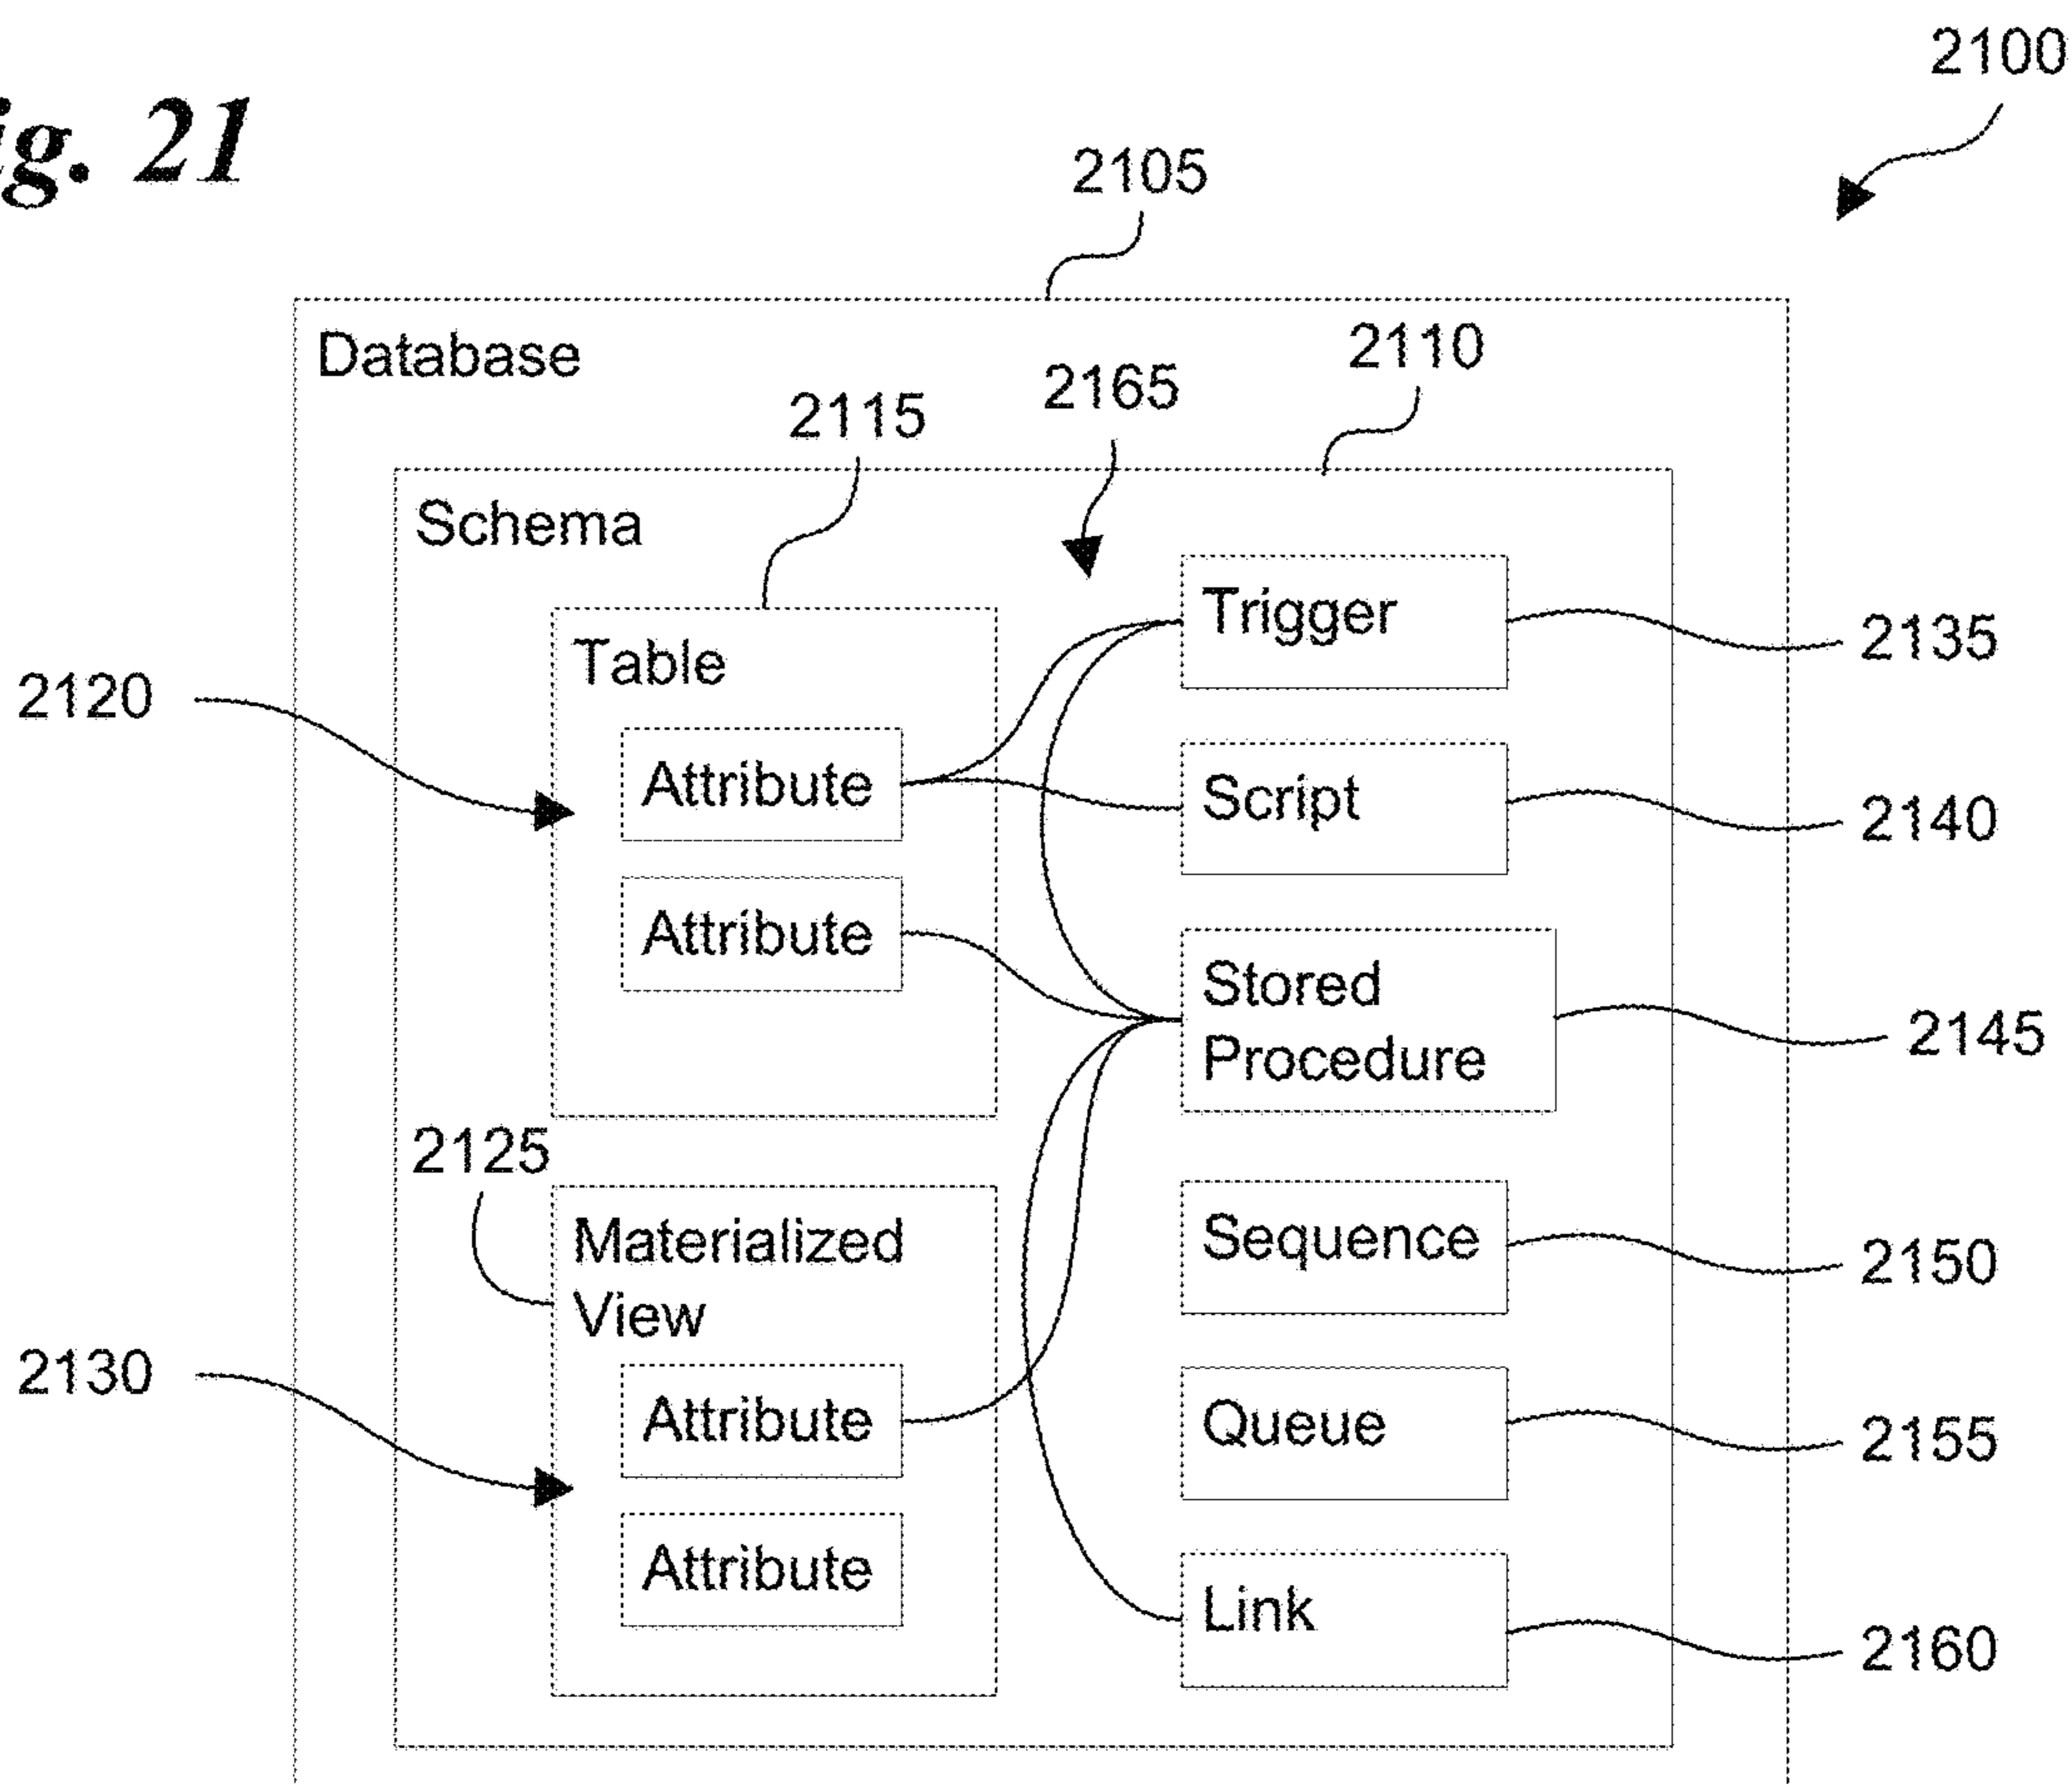 2100
ig. 21
2105
Database
2110
2165
2115
Schema
Trigger
2135
Table
2120
Attribute
Script
2140
Attribute
Stored
Procedure
2145
2125
Materialized
View
Sequence
2150
2130
Attribute
Queue
2155
Attribute
Link
2160